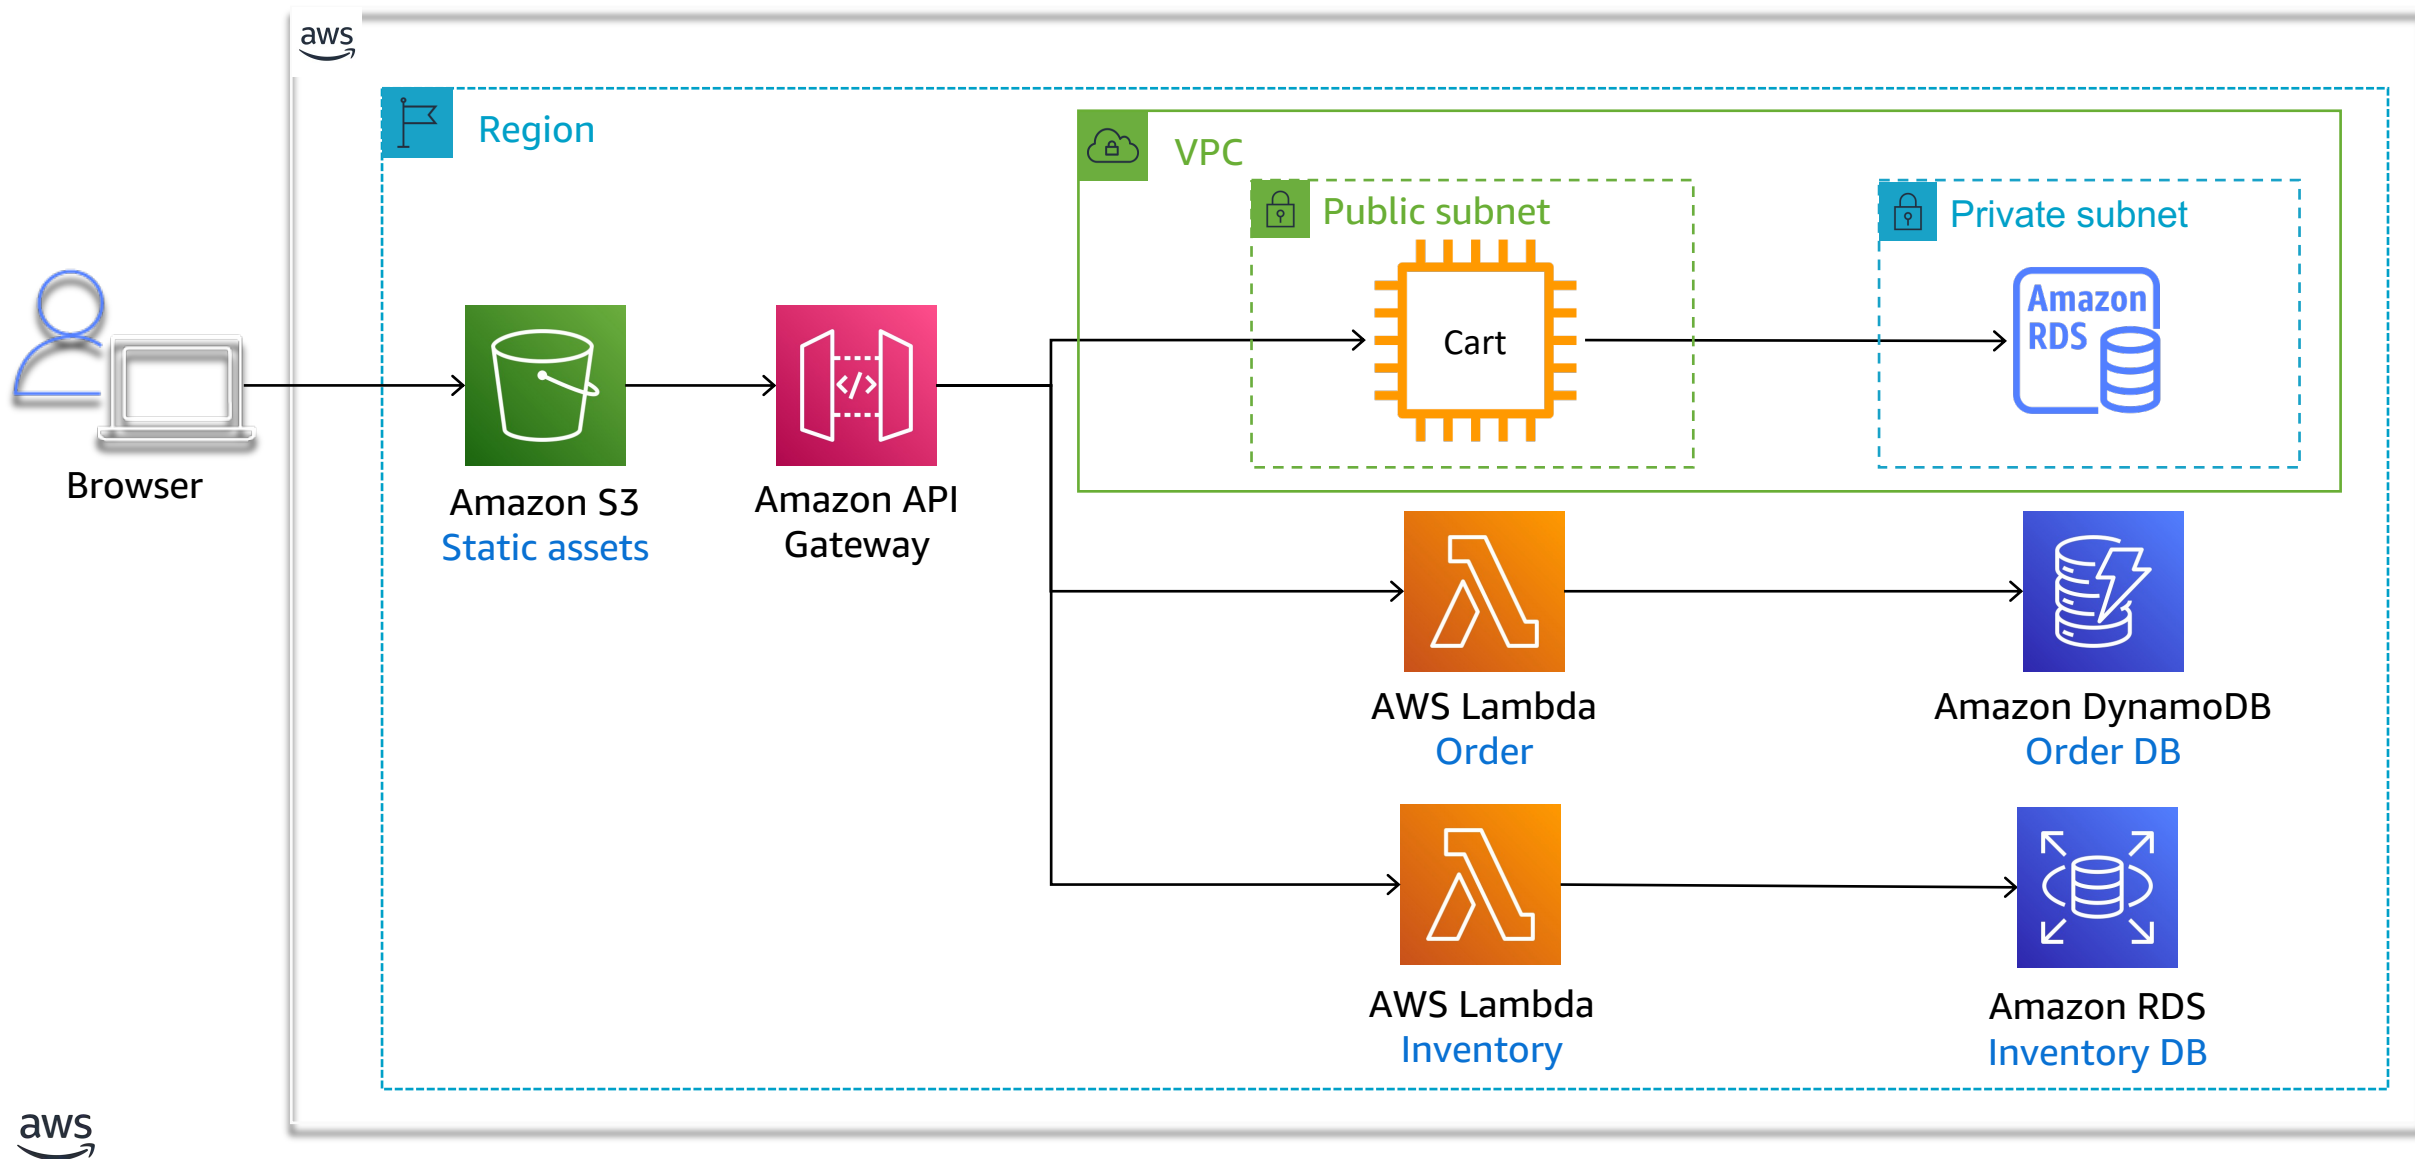 aws
Region
VPC
Public subnet
Private subnet
Amazon
RDS
Cart
</>
Browser
Amazon S3
Static assets
Amazon API
Gateway
AWS Lambda
Order
Amazon DynamoDB
Order DB
AWS Lambda
Inventory
Amazon RDS
Inventory DB
aws